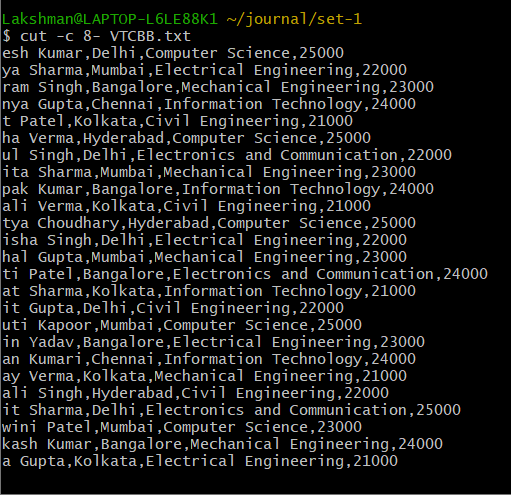 Lakshman@LAPTOP-L6LE88K1 ~/journal/set-1
$ cut -c 8- VTCBB.txt
esh Kumar,Delhi,Computer Science,25000
ya Sharma,Mumbai,Electrical Engineering,22000
ram Singh,Bangalore,Mechanical Engineering,23000
nya Gupta,Chennai,Information Technology,24000
t Patel,Kolkata,Civil Engineering,21000
ha Verma,Hyderabad,Computer Science,25000
ul Singh,Delhi,Electronics and Communication,22000
ita Sharma,Mumbai,Mechanical Engineering,23000
pak Kumar,Bangalore,Information Technology,24000
ali Verma,Kolkata,Civil Engineering,21000
tya Choudhary,Hyderabad,Computer Science,25000
isha Singh,Delhi,Electrical Engineering,22000
hal Gupta,Mumbai,Mechanical Engineering,23000
ti Patel,Bangalore,Electronics and Communication,24000
at Sharma,Kolkata,Information Technology,21000
it Gupta,Delhi,Civil Engineering,22000
uti Kapoor,Mumbai,Computer Science,25000
in Yadav,Bangalore,Electrical Engineering,23000
an Kumari,Chennai,Information Technology,24000
ay Verma,Kolkata,Mechanical Engineering,21000
ali Singh,Hyderabad,Civil Engineering,22000
it Sharma,Delhi,Electronics and Communication,25000
wini Patel,Mumbai,Computer Science,23000
kash Kumar,Bangalore,Mechanical Engineering,24000
a Gupta,Kolkata,Electrical Engineering,21000